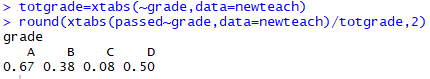 > totgrade=xtabs(~grade,data=newteach)
> round(xtabs(passed~grade,data=newteach)/totgrade,2)
grade
   A    B    C    D
0.67 0.38 0.08 0.50